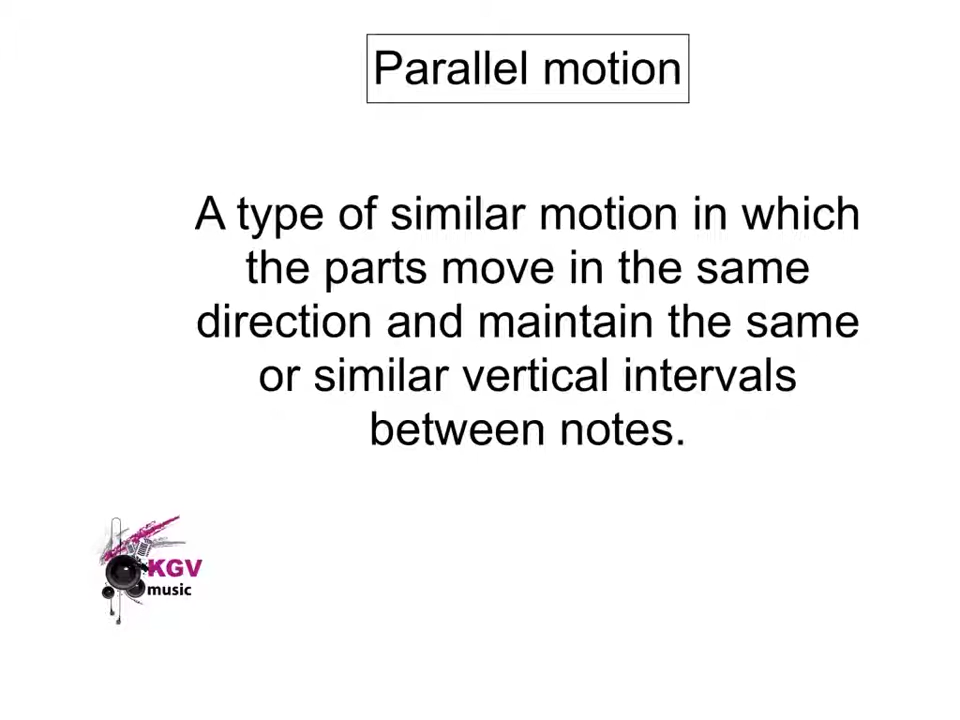 Parallel motion
A type of similar motion in which
the parts move in the same
direction and maintain the same
or similar vertical intervals
between notes.
KGV
music